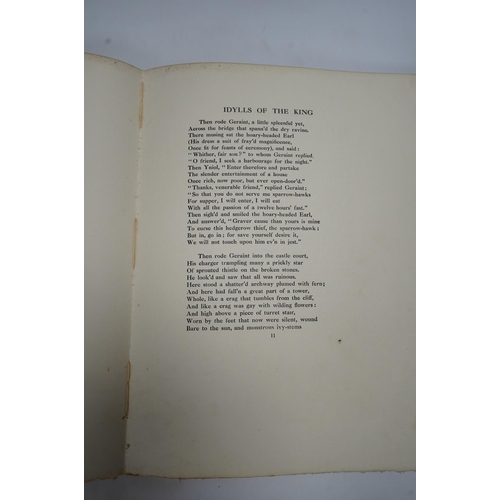 IDYLLS OF THE KING
Then rode Geraint, a little spleenful yet,
Across the bridge that spann'd the dry ravine.
There musing sat the hoary-headed Earl
(His dress a suit of fray'd magnificence,
Once fit for feasts of ceremony), and said:
"Whither, fair son?" to whom Geraint replied,
"O friend, I seek a harbourage for the night."
Then Yniol, "Enter therefore and partake
The slender entertainment of a house
Once rich, now poor, but ever open-door'd."
"Thanks, venerable friend," replied Geraint;
"So that you do not serve me sparrow-hawks
For supper, I will enter, I will eat
With all the passion of a twelve hours' fast."
Then sigh'd and smiled the hoary-headed Earl,
And answer'd, "Graver cause than yours is mine
To curse this hedgerow thief, the sparrow-hawk;
But in, go in; for save yourself desire it,
We will not touch upon him ev'n in jest."
Then rode Geraint into the castle court,
His charger trampling many a prickly star
Of sprouted thistle on the broken stones.
He look'd and saw that all was ruinous.
Here stood a shatter'd archway plumed with fern;
And here had fall'n a great part of a tower,
Whole, like a crag that tumbles from the cliff,
And like a crag was gay with wilding flowers:
And high above a piece of turret stair,
Worn by the feet that now were silent, wound
Bare to the sun, and monstrous ivy-stems
11